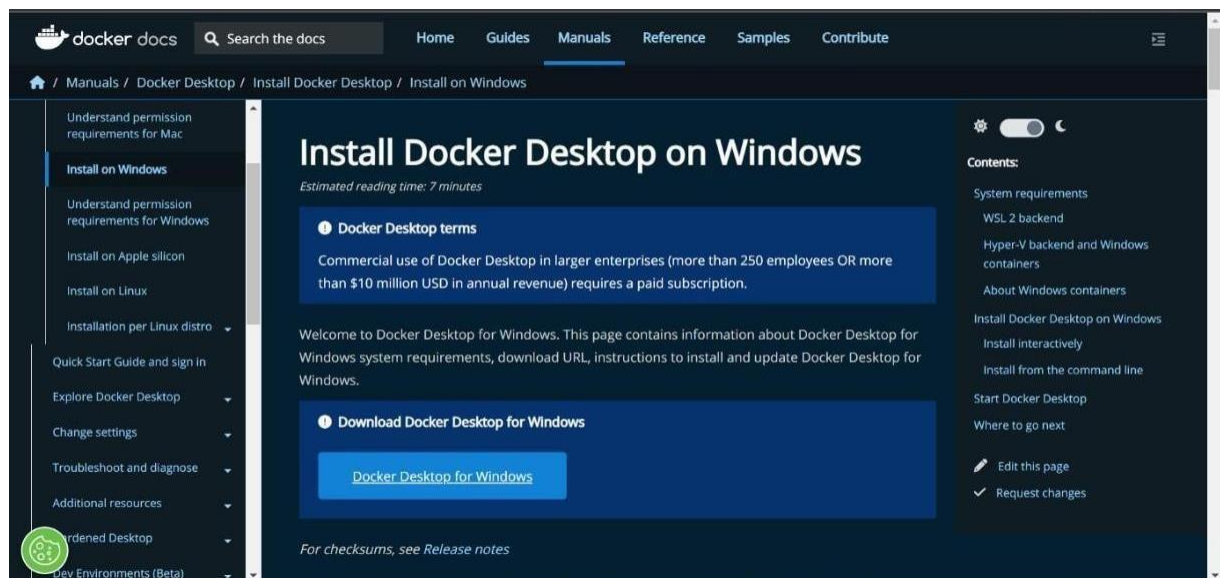 docker docs
Search the docs
Home Guides Manuals Reference Samples Contribute
/ Manuals / Docker Desktop / Install Docker Desktop / Install on Windows
Understand permission
requirements for Mac
Install on Windows
Understand permission
requirements for Windows
Install on Apple silicon
Install on Linux
Installation per Linux distro
Quick Start Guide and sign in
Explore Docker Desktop
Change settings
Troubleshoot and diagnose
Additional resources
rdened Desktop
Dev Environments (Beta)
Install Docker Desktop on Windows
Estimated reading time: 7 minutes
Docker Desktop terms
Commercial use of Docker Desktop in larger enterprises (more than 250 employees OR more
than $10 million USD in annual revenue) requires a paid subscription.
Welcome to Docker Desktop for Windows. This page contains information about Docker Desktop for
Windows system requirements, download URL, instructions to install and update Docker Desktop for
Windows.
Download Docker Desktop for Windows
Docker Desktop for Windows
For checksums, see Release notes
Contents:
System requirements
WSL 2 backend
Hyper-V backend and Windows
containers
About Windows containers
Install Docker Desktop on Windows
Install interactively
Install from the command line
Start Docker Desktop
Where to go next
Edit this page
Request changes